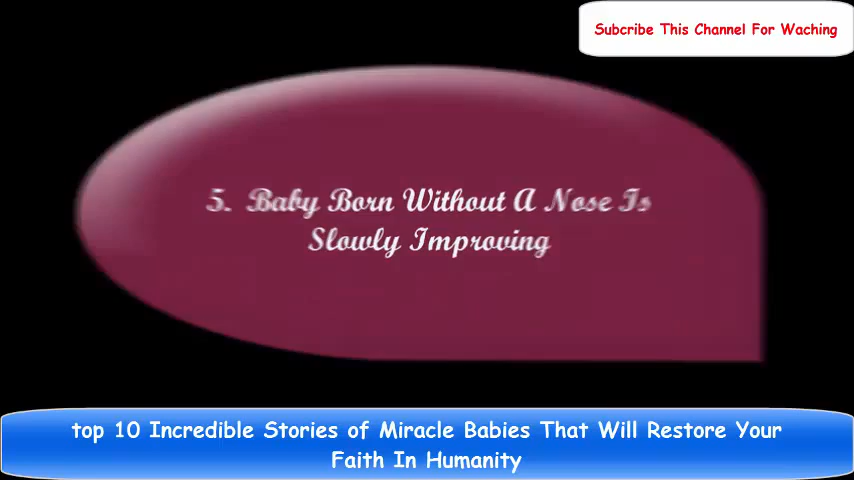 Subcribe This Channel For Waching
5. Baby Born Without A Nose Is
Slowly Improving
top 10 Incredible Stories of Miracle Babies That Will Restore Your
Faith In Humanity